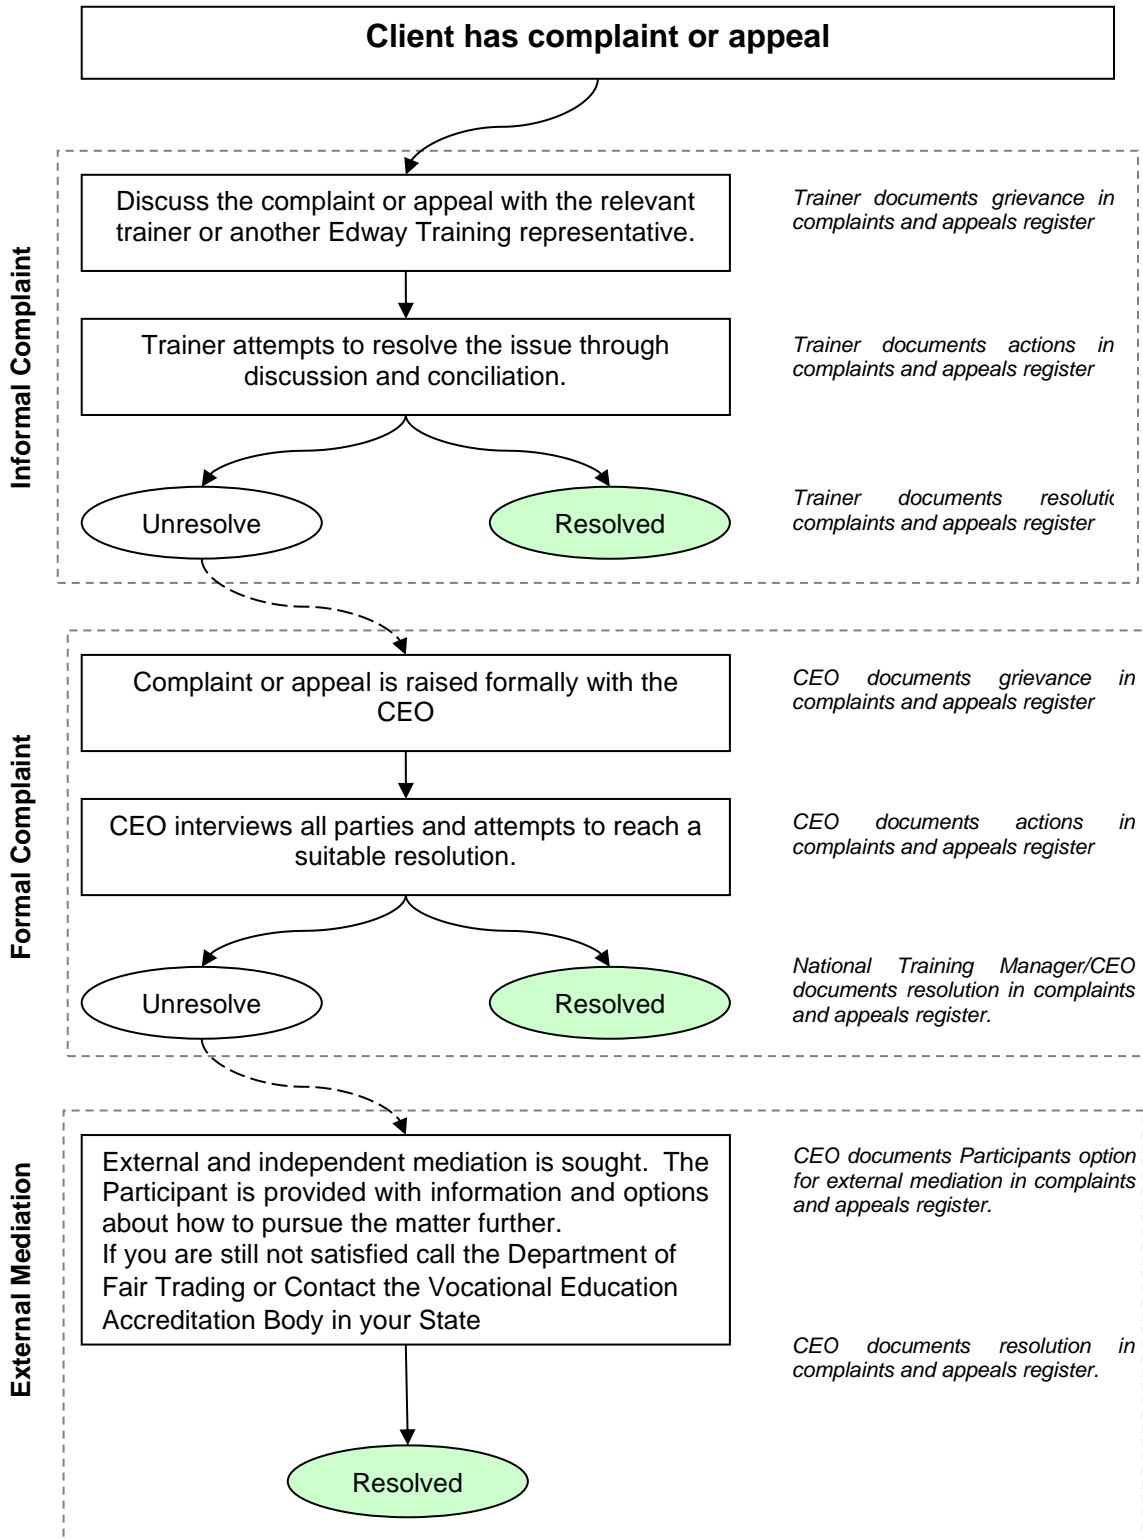 Client has complaint or appeal
Informal Complaint
Discuss the complaint or appeal with the relevant
trainer or another Edway Training representative.
Trainer documents grievance in
complaints and appeals register
Trainer attempts to resolve the issue through
discussion and conciliation.
Trainer documents actions in
complaints and appeals register
Unresolve
Resolved
Trainer documents resolutic
complaints and appeals register
Formal Complaint
Complaint or appeal is raised formally with the
CEO
CEO documents grievance in
complaints and appeals register
CEO interviews all parties and attempts to reach a
suitable resolution.
CEO documents actions in
complaints and appeals register
Unresolve
Resolved
National Training Manager/CEO
documents resolution in complaints
and appeals register.
External Mediation
External and independent mediation is sought. The
Participant is provided with information and options
about how to pursue the matter further.
If you are still not satisfied call the Department of
Fair Trading or Contact the Vocational Education
Accreditation Body in your State
CEO documents Participants option
for external mediation in complaints
and appeals register.
CEO documents resolution in
complaints and appeals register.
Resolved